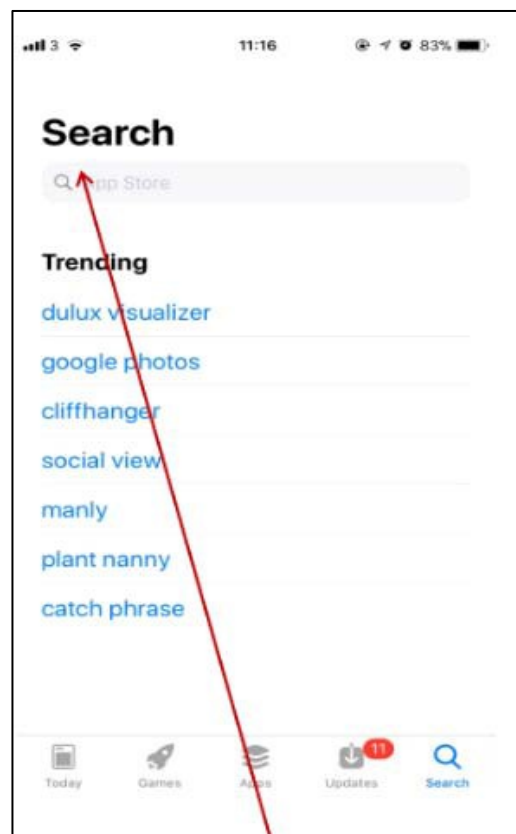 3 11:16 83%
Search
App Store
Trending
dulux visualizer
google photos
cliffhanger
social view
manly
plant nanny
catch phrase
11
Today Games Apps Updates Search